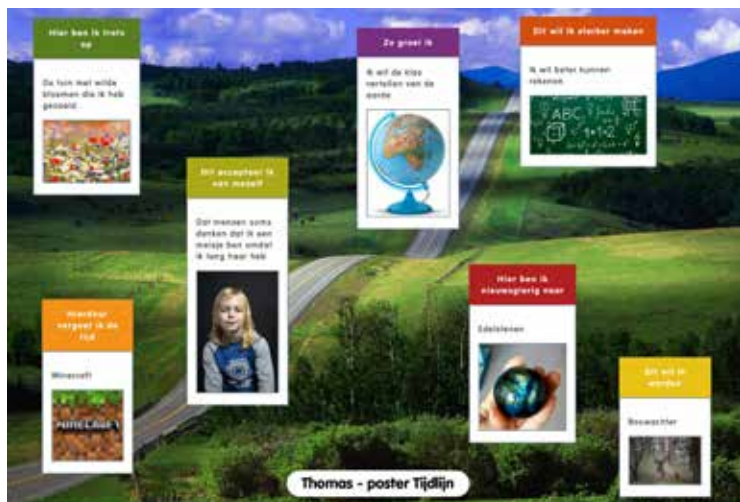 Hier ben ik trots
op
De tuin met wilde
bloemen die ik heb
gezaaid
Zo groei ik
Ik wil de klas
vertellen van de
aarde
Dit wil ik sterker maken
Ik wil beter kunnen
rekenen
ABC
1+1=2
Dit accepteer ik
van mezelf
Dat mensen soms
denken dat ik een
meisje ben omdat
ik lang haar heb
Hierdoor
vergeet ik de
tijd
Minecraft
MINECRAFT
Hier ben ik
nieuwsgierig naar
Edelstenen
Dit wil ik
worden
Boswachter
Thomas - poster Tijdlijn